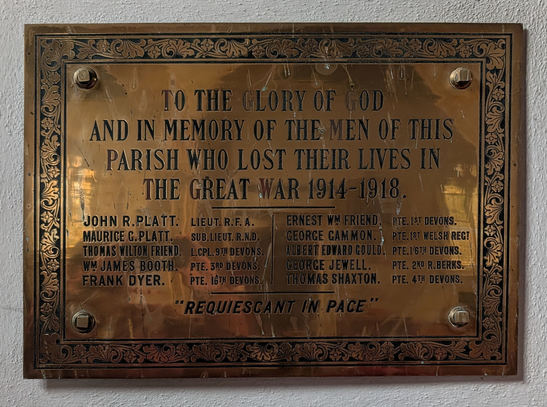 TO THE GLORY OF GOD
AND IN MEMORY OF THE MEN OF THIS
PARISH WHO LOST THEIR LIVES IN
THE GREAT WAR 1914-1918.
JOHN R. PLATT. LIEUT. R.F.A.
MAURICE G. PLATT. SUB. LIEUT. R.N.D.
THOMAS WILTON FRIEND. L.CPL. 9TH DEVONS.
WM JAMES BOOTH. PTE. 3RD DEVONS.
FRANK DYER. PTE. 16TH DEVONS.
ERNEST WM FRIEND. PTE. 1ST DEVONS.
GEORGE GAMMON. PTE. 1ST WELSH REGT
ALBERT EDWARD GOULD. PTE. 16TH DEVONS.
GEORGE JEWELL. PTE. 2ND R. BERKS.
THOMAS SHAXTON. PTE. 4TH DEVONS.
"REQUIESCANT IN PACE"